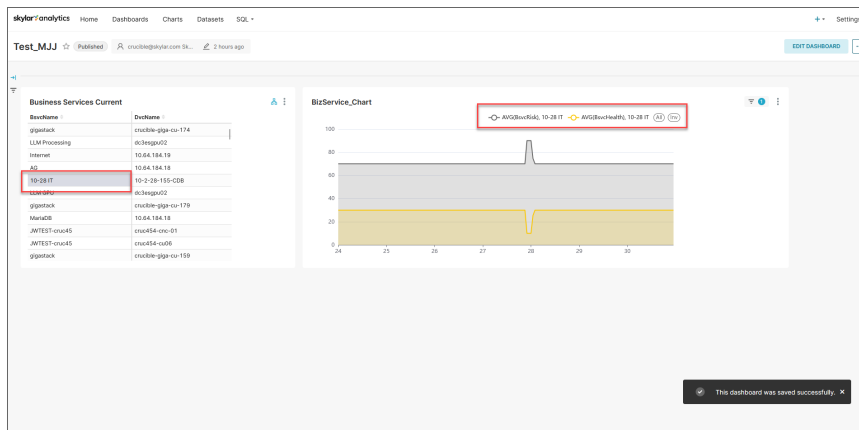 skylar analytics Home Dashboards Charts Datasets SQL + Settings
Test_MJJ Published crucible@skylar.com Sk... 2 hours ago EDIT DASHBOARD
Business Services Current
BsvcName DvcName
gigastack crucible-giga-cu-174
LLM Processing dc3esgpu02
Internet 10.64.184.19
AG 10.64.184.18
10-28 IT 10-2-28-155-CDB
LLM GPU dc3esgpu02
gigastack crucible-giga-cu-179
MariaDB 10.64.184.18
JWTEST-cruc45 cruc454-cnc-01
JWTEST-cruc45 cruc454-cu06
gigastack crucible-giga-cu-159
BizService_Chart 1
AVG(BsvcRisk), 10-28 IT AVG(BsvcHealth), 10-28 IT All Inv
100
80
60
40
20
0
24 25 26 27 28 29 30
This dashboard was saved successfully.